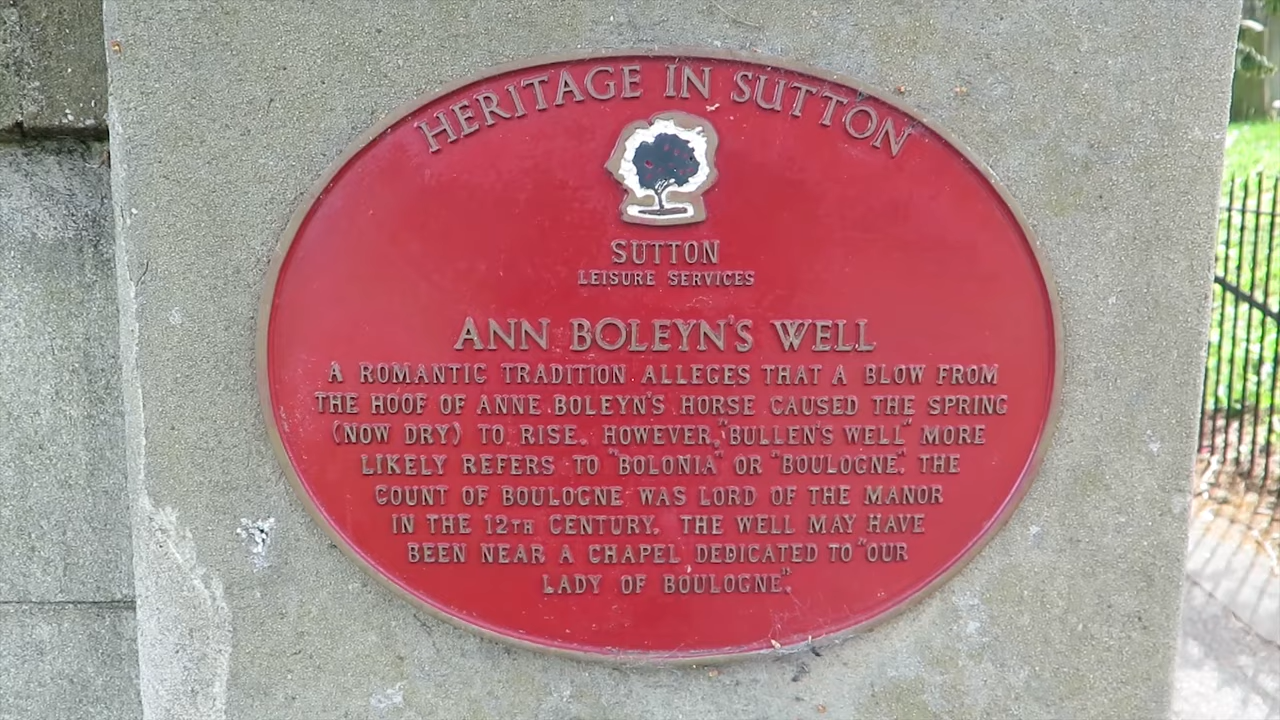 HERITAGE IN SUTTON
SUTTON
LEISURE SERVICES
ANN BOLEYN'S WELL
A ROMANTIC TRADITION ALLEGES THAT A BLOW FROM
THE HOOF OF ANNE BOLEYN'S HORSE CAUSED THE SPRING
(NOW DRY) TO RISE. HOWEVER, "BULLEN'S WELL" MORE
LIKELY REFERS TO "BOLONIA" OR "BOULOGNE". THE
COUNT OF BOULOGNE WAS LORD OF THE MANOR
IN THE 12TH CENTURY. THE WELL MAY HAVE
BEEN NEAR A CHAPEL DEDICATED TO "OUR
LADY OF BOULOGNE".